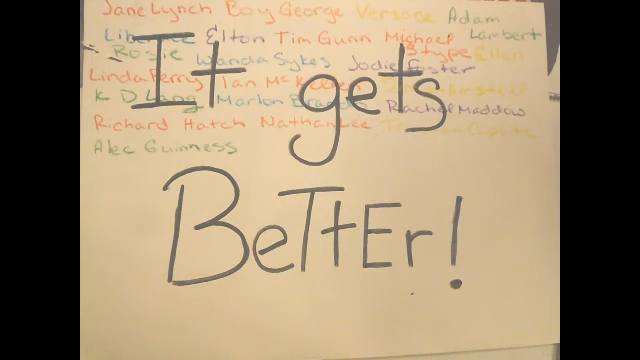 Jane Lynch Boy George Versace Adam
Liberace Elton Tim Gunn Michael Lambert
Rosie Wanda Sykes Jodie Foster Stype Ellen
Linda Perry Ian McKellen
K D Lang Marlon Brando Rachel Maddow
Richard Hatch Nathan Lee
Alec Guinness
It gets
BeTtEr!